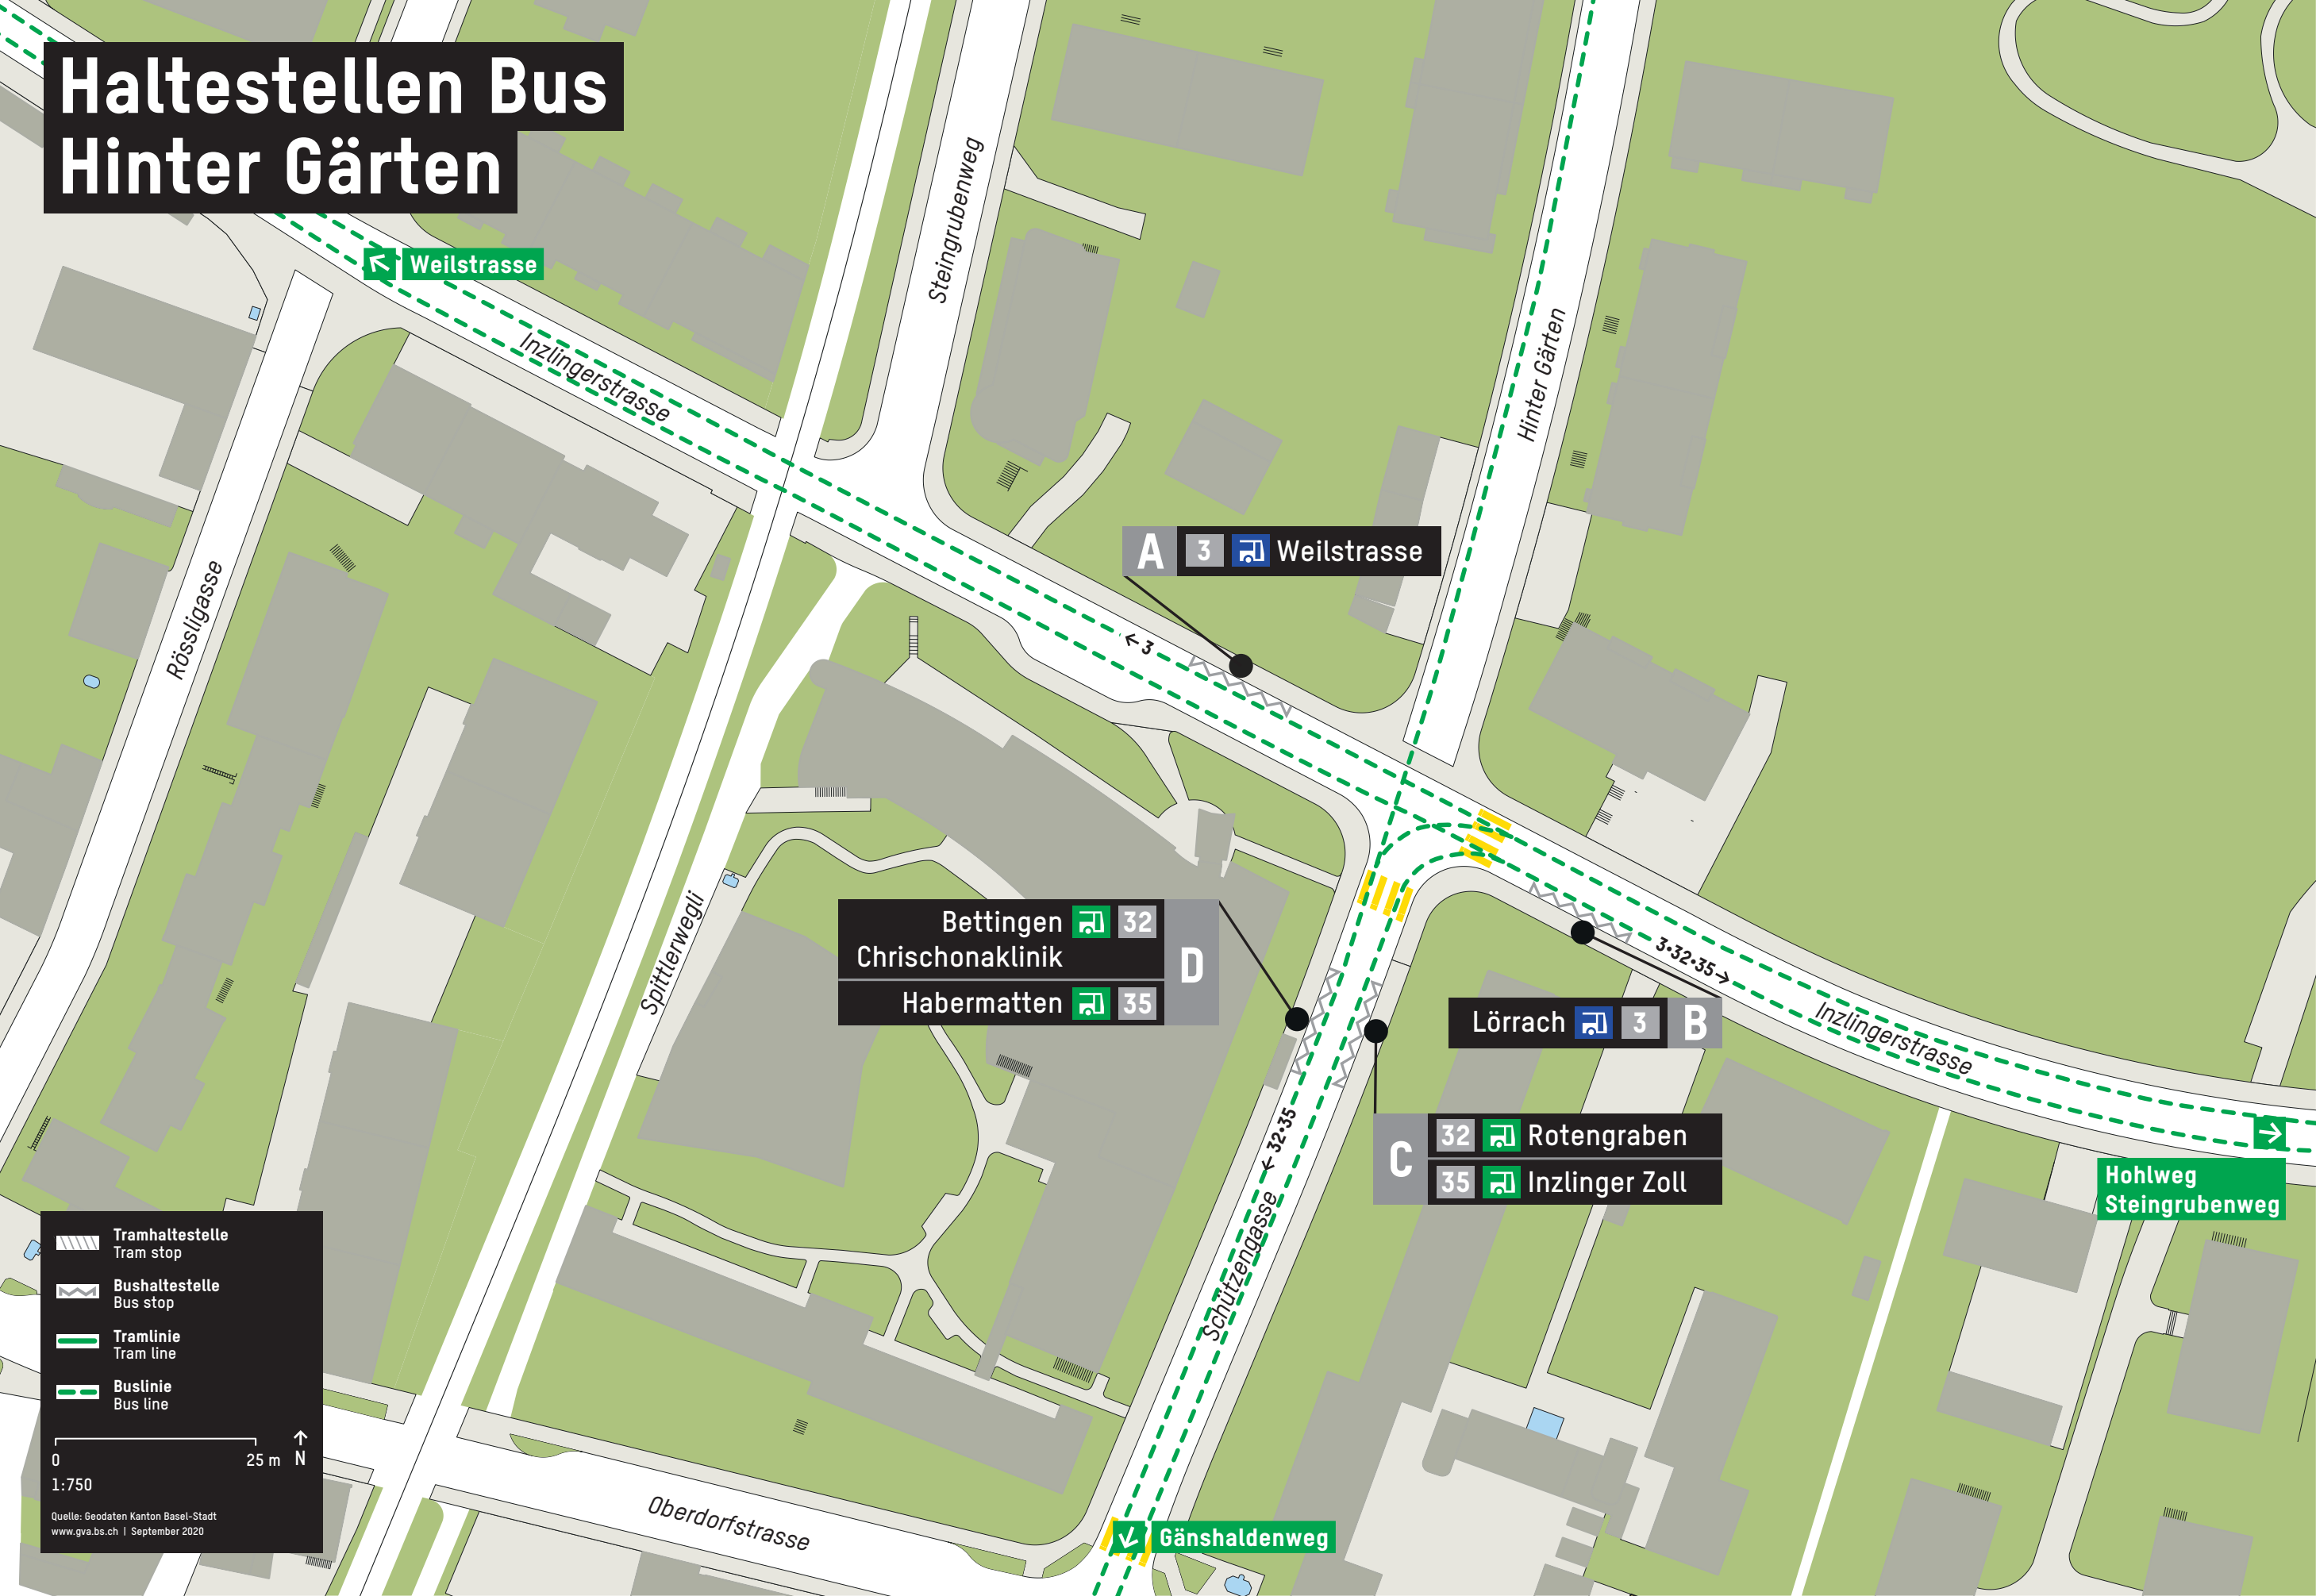 Haltestellen Bus
Hinter Gärten
Weilstrasse
Inzlingerstrasse
Steingrubenweg
Hinter Gärten
Rössligasse
A 3 Weilstrasse
← 3
Bettingen 32
Chrischonaklinik
Habermatten 35
D
3•32•35 →
Lörrach 3 B
Inzlingerstrasse
Spittlerwegli
← 32•35
C
32 Rotengraben
35 Inzlinger Zoll
Hohlweg
Steingrubenweg
Schützengasse
Oberdorfstrasse
Gänshaldenweg
Tramhaltestelle
Tram stop
Bushaltestelle
Bus stop
Tramlinie
Tram line
Buslinie
Bus line
0 25 m N
1:750
Quelle: Geodaten Kanton Basel-Stadt
www.gva.bs.ch | September 2020